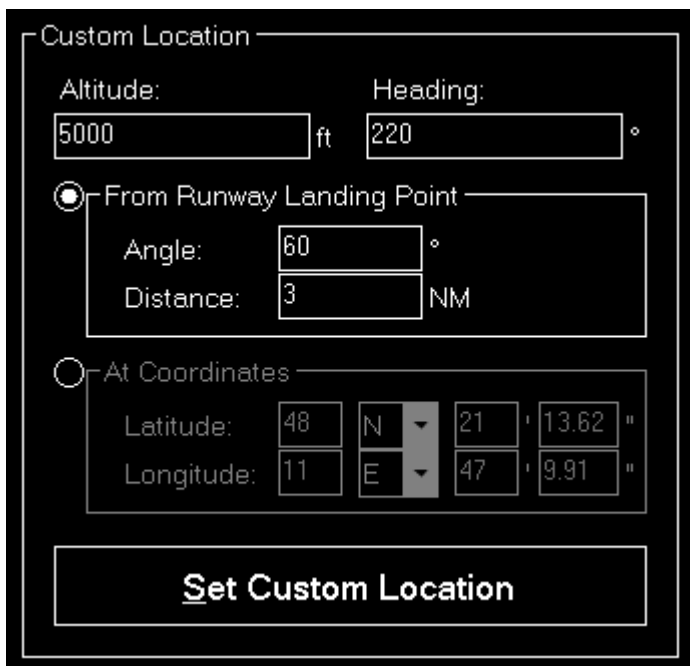 Custom Location
Altitude: Heading:
5000 ft 220 °
From Runway Landing Point
Angle: 60 °
Distance: 3 NM
At Coordinates
Latitude: 48 N 21 ' 13.62 "
Longitude: 11 E 47 ' 9.91 "
Set Custom Location